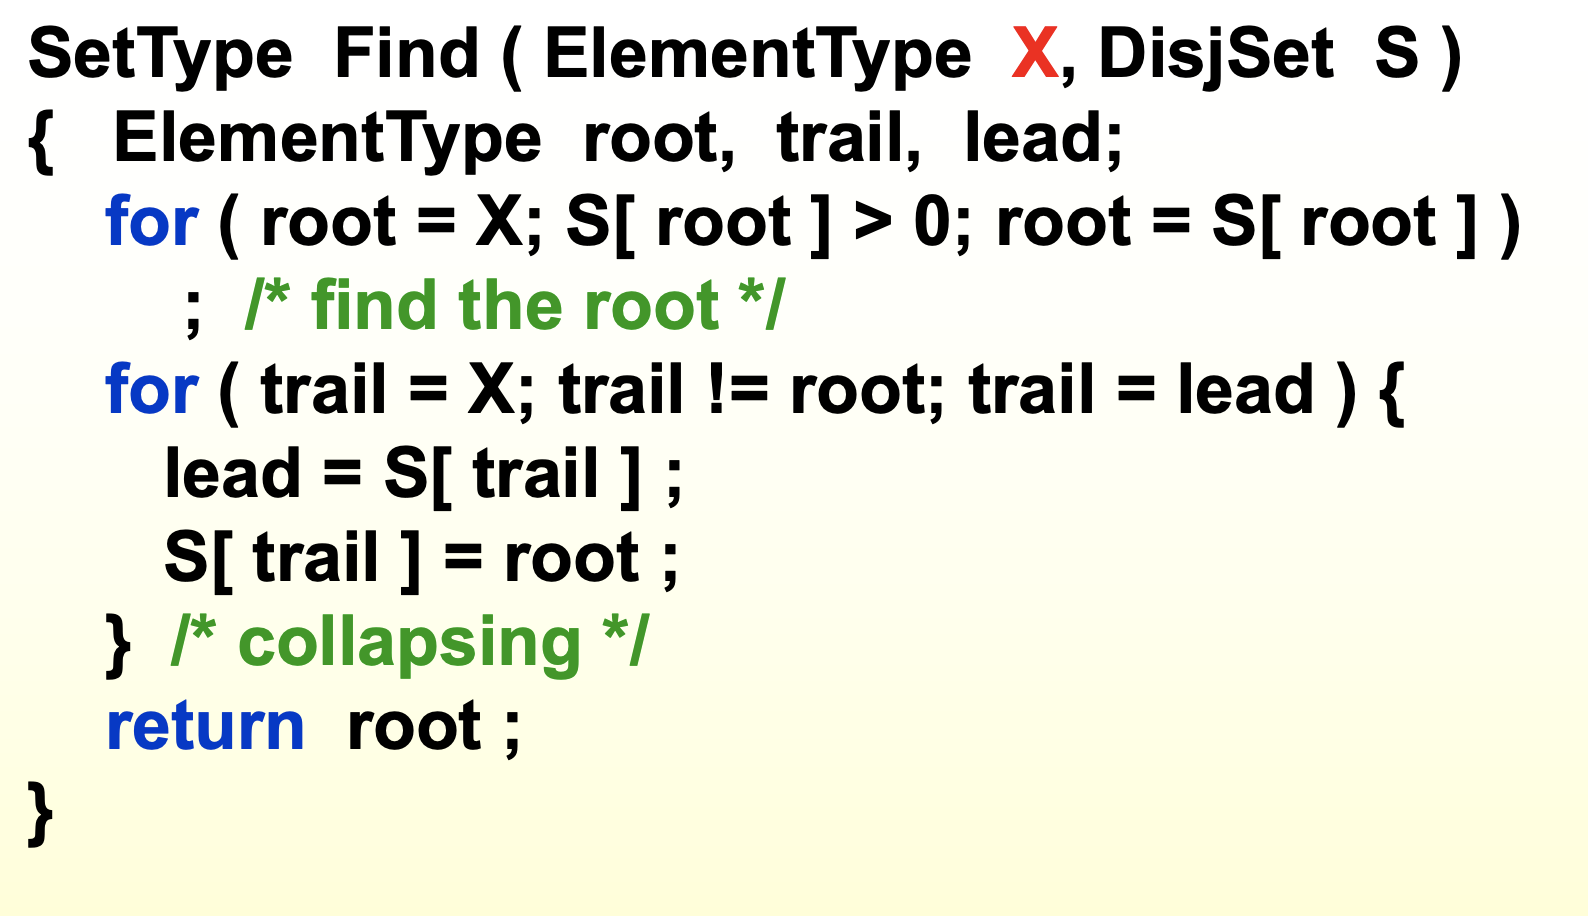 SetType  Find ( ElementType  X, DisjSet  S )
{   ElementType  root,  trail,  lead;
for ( root = X; S[ root ] > 0; root = S[ root ] )
;  /* find the root */
for ( trail = X; trail != root; trail = lead ) {
lead = S[ trail ] ;
S[ trail ] = root ;
}  /* collapsing */
return  root ;
}